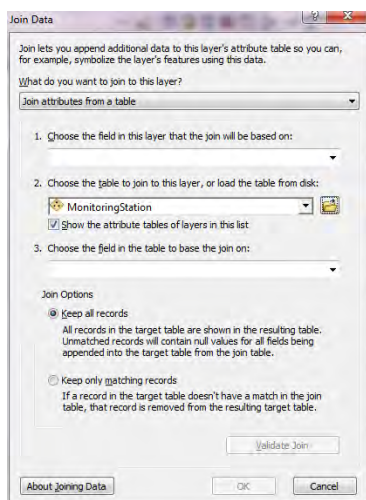 Join Data
Join lets you append additional data to this layer's attribute table so you can,
for example, symbolize the layer's features using this data.
What do you want to join to this layer?
Join attributes from a table
1. Choose the field in this layer that the join will be based on:
2. Choose the table to join to this layer, or load the table from disk:
MonitoringStation
Show the attribute tables of layers in this list
3. Choose the field in the table to base the join on:
Join Options
Keep all records
All records in the target table are shown in the resulting table.
Unmatched records will contain null values for all fields being
appended into the target table from the join table.
Keep only matching records
If a record in the target table doesn't have a match in the join
table, that record is removed from the resulting target table.
Validate Join
About Joining Data
OK
Cancel